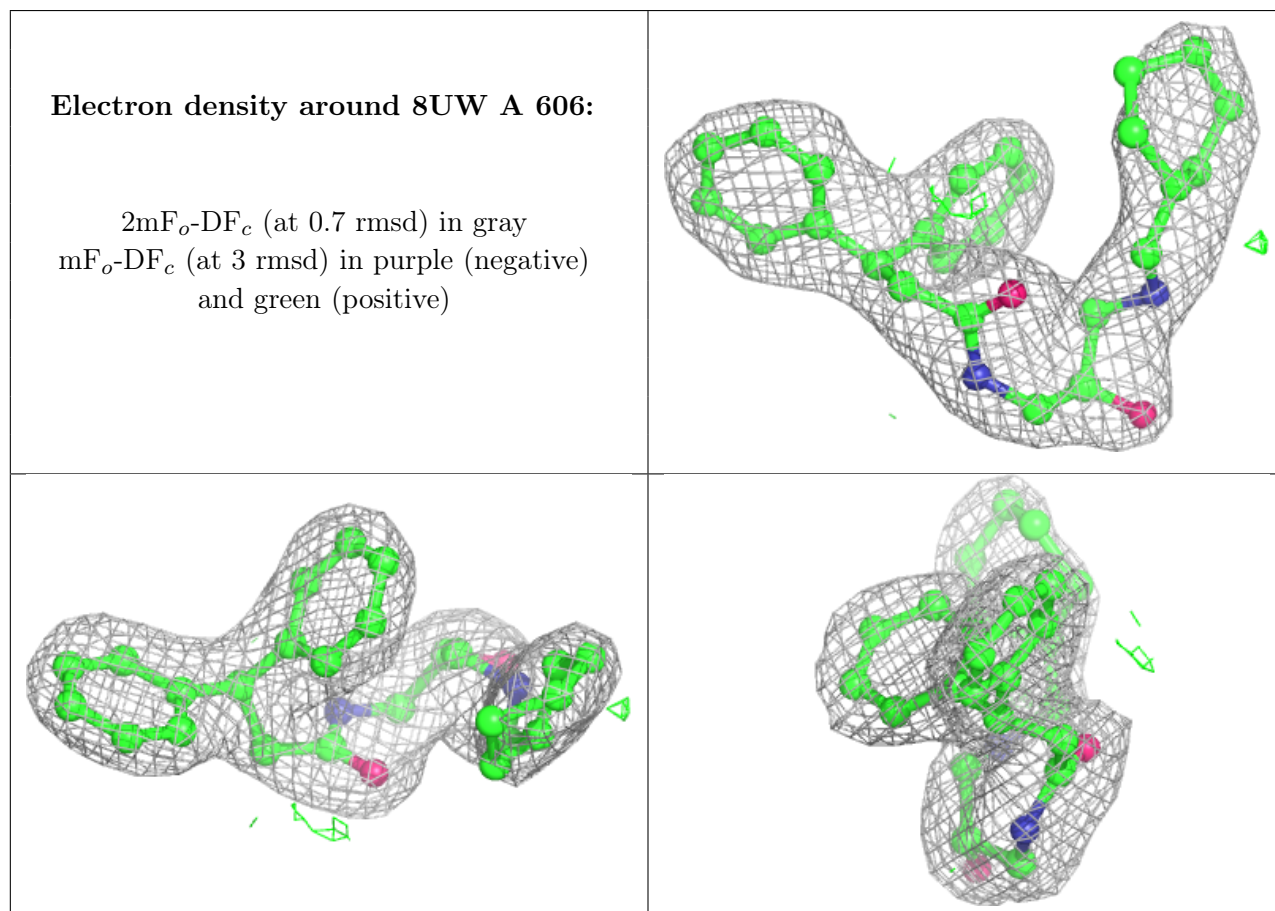 Electron density around 8UW A 606:
2mFo-DFc (at 0.7 rmsd) in gray
mFo-DFc (at 3 rmsd) in purple (negative)
and green (positive)